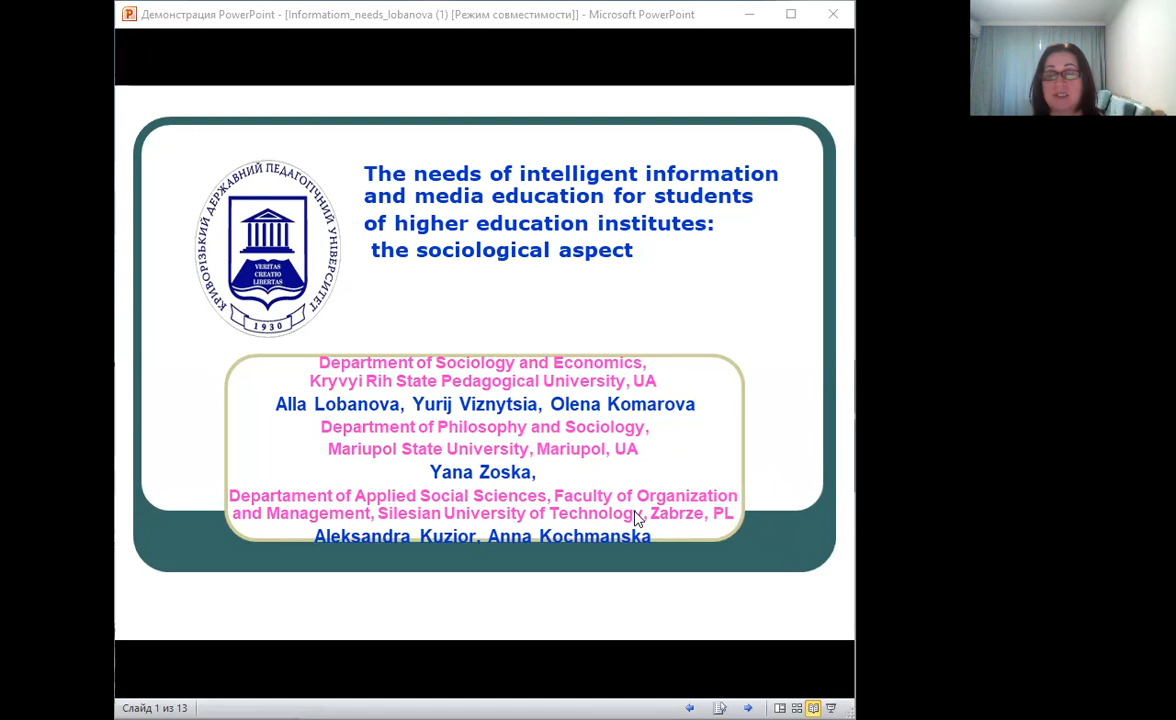 Демонстрация PowerPoint - [Informatiom_needs_lobanova (1) [Режим совместимости]] - Microsoft PowerPoint
The needs of intelligent information
and media education for students
of higher education institutes:
the sociological aspect
КРИВОРІЗЬКИЙ ДЕРЖАВНИЙ ПЕДАГОГІЧНИЙ УНІВЕРСИТЕТ
VERITAS
CREATIO
LIBERTAS
1930
Department of Sociology and Economics,
Kryvyi Rih State Pedagogical University, UA
Alla Lobanova, Yurij Viznytsia, Olena Komarova
Department of Philosophy and Sociology,
Mariupol State University, Mariupol, UA
Yana Zoska,
Departament of Applied Social Sciences, Faculty of Organization
and Management, Silesian University of Technology, Zabrze, PL
Aleksandra Kuzior, Anna Kochmanska
Слайд 1 из 13